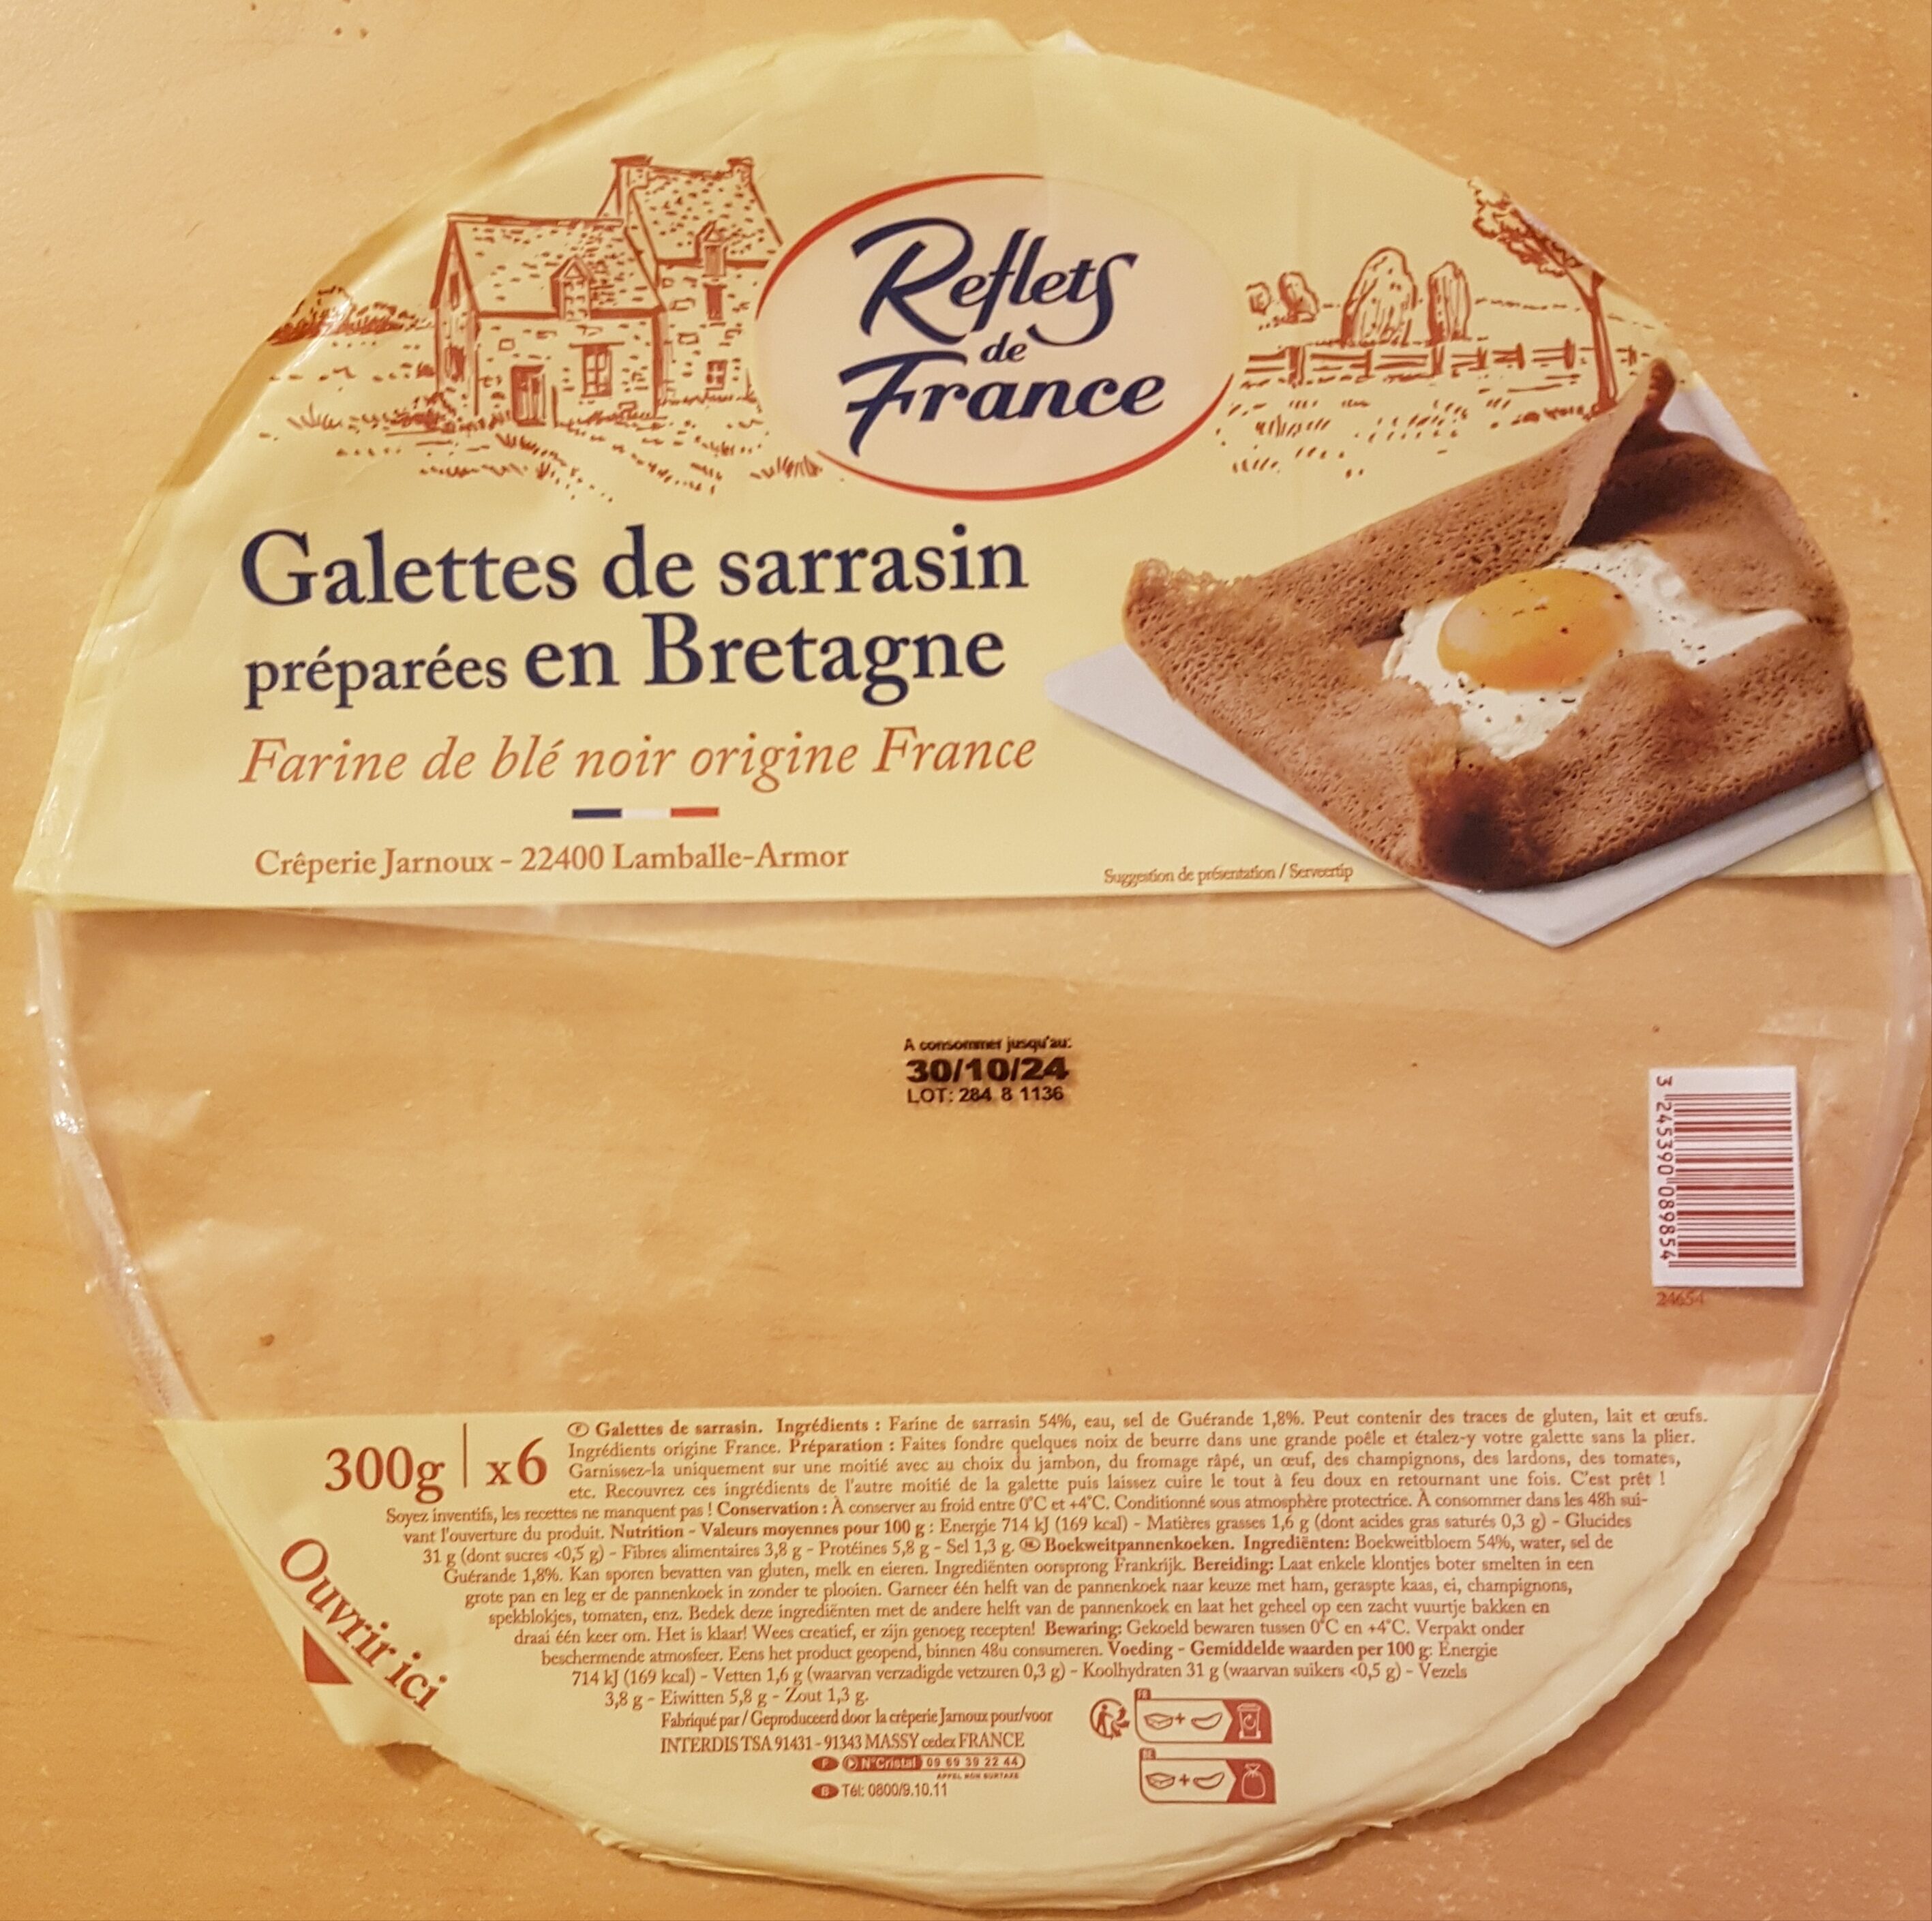 Reflets
de
France
Galettes de sarrasin
préparées en Bretagne
Farine de blé noir origine France
Crêperie Jarnoux - 22400 Lamballe-Armor
Suggestion de présentation / Serveertip
A consommer jusqu'au:
30/10/24
LOT: 284 8 1136
3 245390 089854
24654
300g | x6
F Galettes de sarrasin. Ingrédients : Farine de sarrasin 54%, eau, sel de Guérande 1,8%. Peut contenir des traces de gluten, lait et œufs.
Ingrédients origine France. Préparation : Faites fondre quelques noix de beurre dans une grande poêle et étalez-y votre galette sans la plier.
Garnissez-la uniquement sur une moitié avec au choix du jambon, du fromage râpé, un œuf, des champignons, des lardons, des tomates,
etc. Recouvrez ces ingrédients de l'autre moitié de la galette puis laissez cuire le tout à feu doux en retournant une fois. C'est prêt !
Soyez inventifs, les recettes ne manquent pas ! Conservation : À conserver au froid entre 0°C et +4°C. Conditionné sous atmosphère protectrice. À consommer dans les 48h sui-
vant l'ouverture du produit. Nutrition - Valeurs moyennes pour 100 g : Energie 714 kJ (169 kcal) - Matières grasses 1,6 g (dont acides gras saturés 0,3 g) - Glucides
31 g (dont sucres <0,5 g) - Fibres alimentaires 3,8 g - Protéines 5,8 g - Sel 1,3 g. NL Boekweitpannenkoeken. Ingrediënten: Boekweitbloem 54%, water, sel de
Guérande 1,8%. Kan sporen bevatten van gluten, melk en eieren. Ingrediënten oorsprong Frankrijk. Bereiding: Laat enkele klontjes boter smelten in een
grote pan en leg er de pannenkoek in zonder te plooien. Garneer één helft van de pannenkoek naar keuze met ham, geraspte kaas, ei, champignons,
spekblokjes, tomaten, enz. Bedek deze ingrediënten met de andere helft van de pannenkoek en laat het geheel op een zacht vuurtje bakken en
draai één keer om. Het is klaar! Wees creatief, er zijn genoeg recepten! Bewaring: Gekoeld bewaren tussen 0°C en +4°C. Verpakt onder
beschermende atmosfeer. Eens het product geopend, binnen 48u consumeren. Voeding - Gemiddelde waarden per 100 g: Energie
714 kJ (169 kcal) - Vetten 1,6 g (waarvan verzadigde vetzuren 0,3 g) - Koolhydraten 31 g (waarvan suikers <0,5 g) - Vezels
3,8 g - Eiwitten 5,8 g - Zout 1,3 g.
Ouvrir ici
Fabriqué par / Geproduceerd door la crêperie Jarnoux pour/voor
INTERDIS TSA 91431 - 91343 MASSY cedex FRANCE
F N°Cristal 09 69 39 22 44
APPEL NON SURTAXE
B Tél: 0800/9.10.11
FR
BE